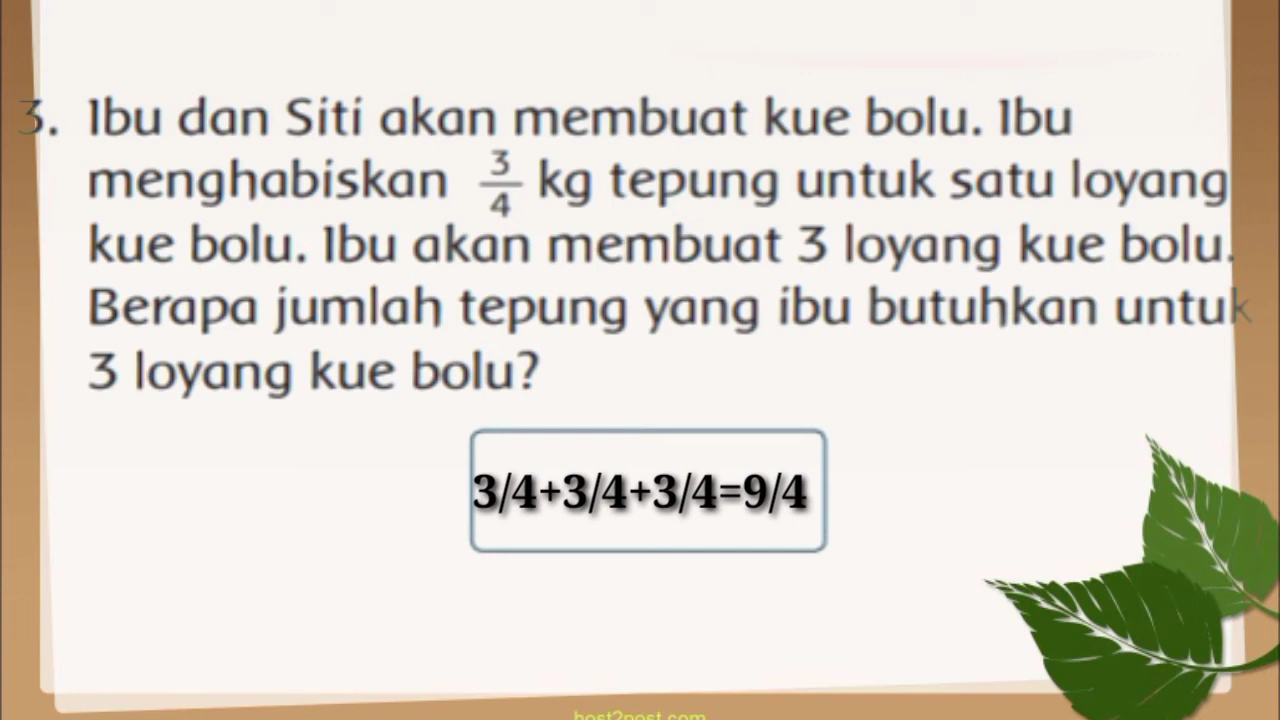 3. Ibu dan Siti akan membuat kue bolu. Ibu
menghabiskan 3/4 kg tepung untuk satu loyang
kue bolu. Ibu akan membuat 3 loyang kue bolu.
Berapa jumlah tepung yang ibu butuhkan untuk
3 loyang kue bolu?
3/4+3/4+3/4=9/4
host2post.com